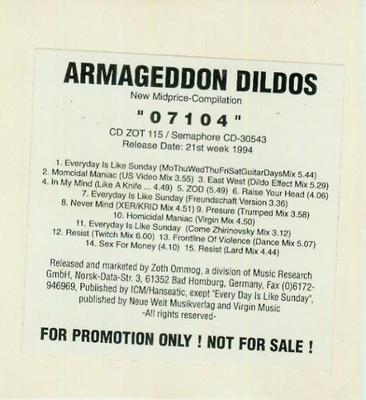 ARMAGEDDON DILDOS
New Midprice-Compilation
"07104"
CD ZOT 115 / Semaphore CD-30543
Release Date: 21st week 1994
1. Everyday Is Like Sunday (MoThuWedThuFriSatGuitarDaysMix 5.44)
2. Momcidal Maniac (US Video Mix 3.55) 3. East West (Dildo Effect Mix 5.29)
4. In My Mind (Like A Knife ... 4.49) 5. ZOD (5.49) 6. Raise Your Head (4.06)
7. Everyday Is Like Sunday (Freundschaft Version 3.36)
8. Never Mind (XER/KRID Mix 4.51) 9. Presure (Trumped Mix 3.58)
10. Homicidal Maniac (Virgin Mix 4.50)
11. Everyday Is Like Sunday (Come Zhirinovsky Mix 3.12)
12. Resist (Twitch Mix 6.00) 13. Frontline Of Violence (Dance Mix 5.07)
14. Sex For Money (4.10) 15. Resist (Lard Mix 4.44)
Released and marketed by Zoth Ommog, a division of Music Research
GmbH, Norsk-Data-Str. 3, 61352 Bad Homburg, Germany, Fax (0)6172-
946969, Published by ICM/Hanseatic, exept "Every Day Is Like Sunday",
published by Neue Welt Musikverlag and Virgin Music
-All rights reserved-
FOR PROMOTION ONLY ! NOT FOR SALE !